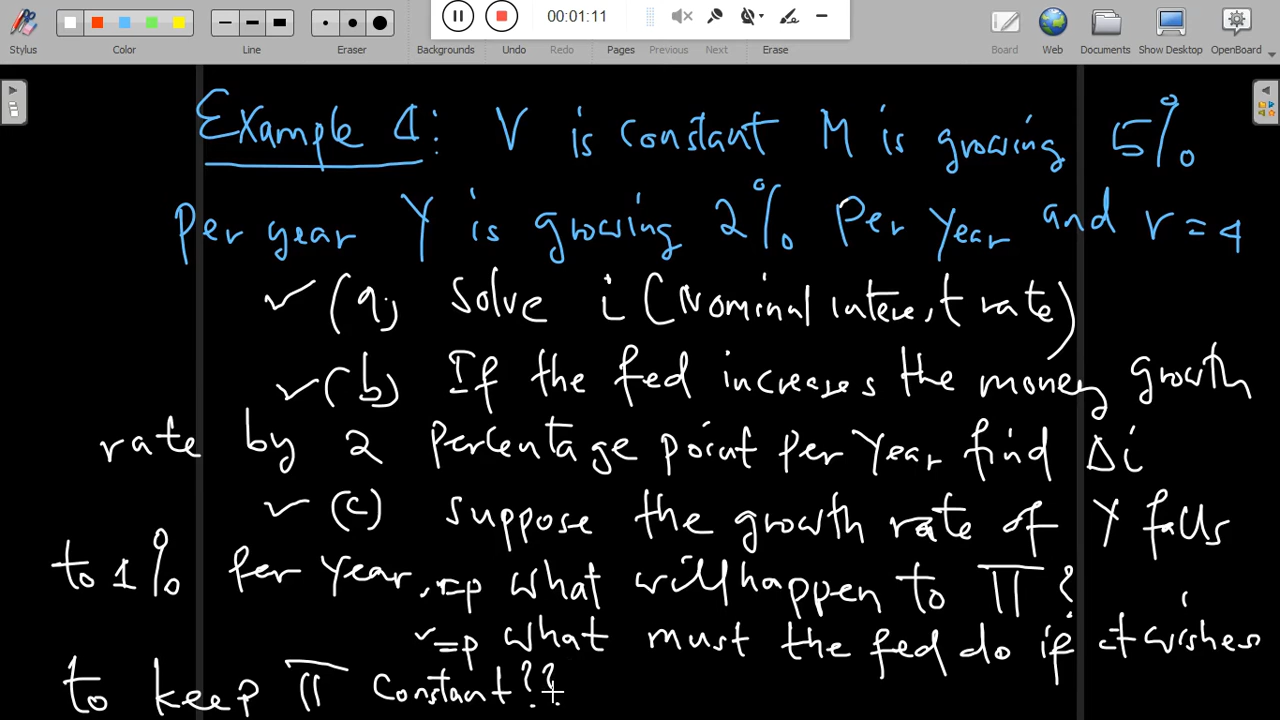 00:01:11
Stylus Color Line Eraser Backgrounds Undo Redo Pages Previous Next Erase Board Web Documents Show Desktop OpenBoard
Example 4: V is constant M is growing 5%
per year Y is growing 2% per year and r = 4
(a) solve i (Nominal interest rate)
(b) If the fed increases the money growth
rate by 2 percentage point per year find Δi
(c) suppose the growth rate of Y falls
to 1% per year, => what will happen to π?
=> what must the fed do if it wishes
to keep π constant??